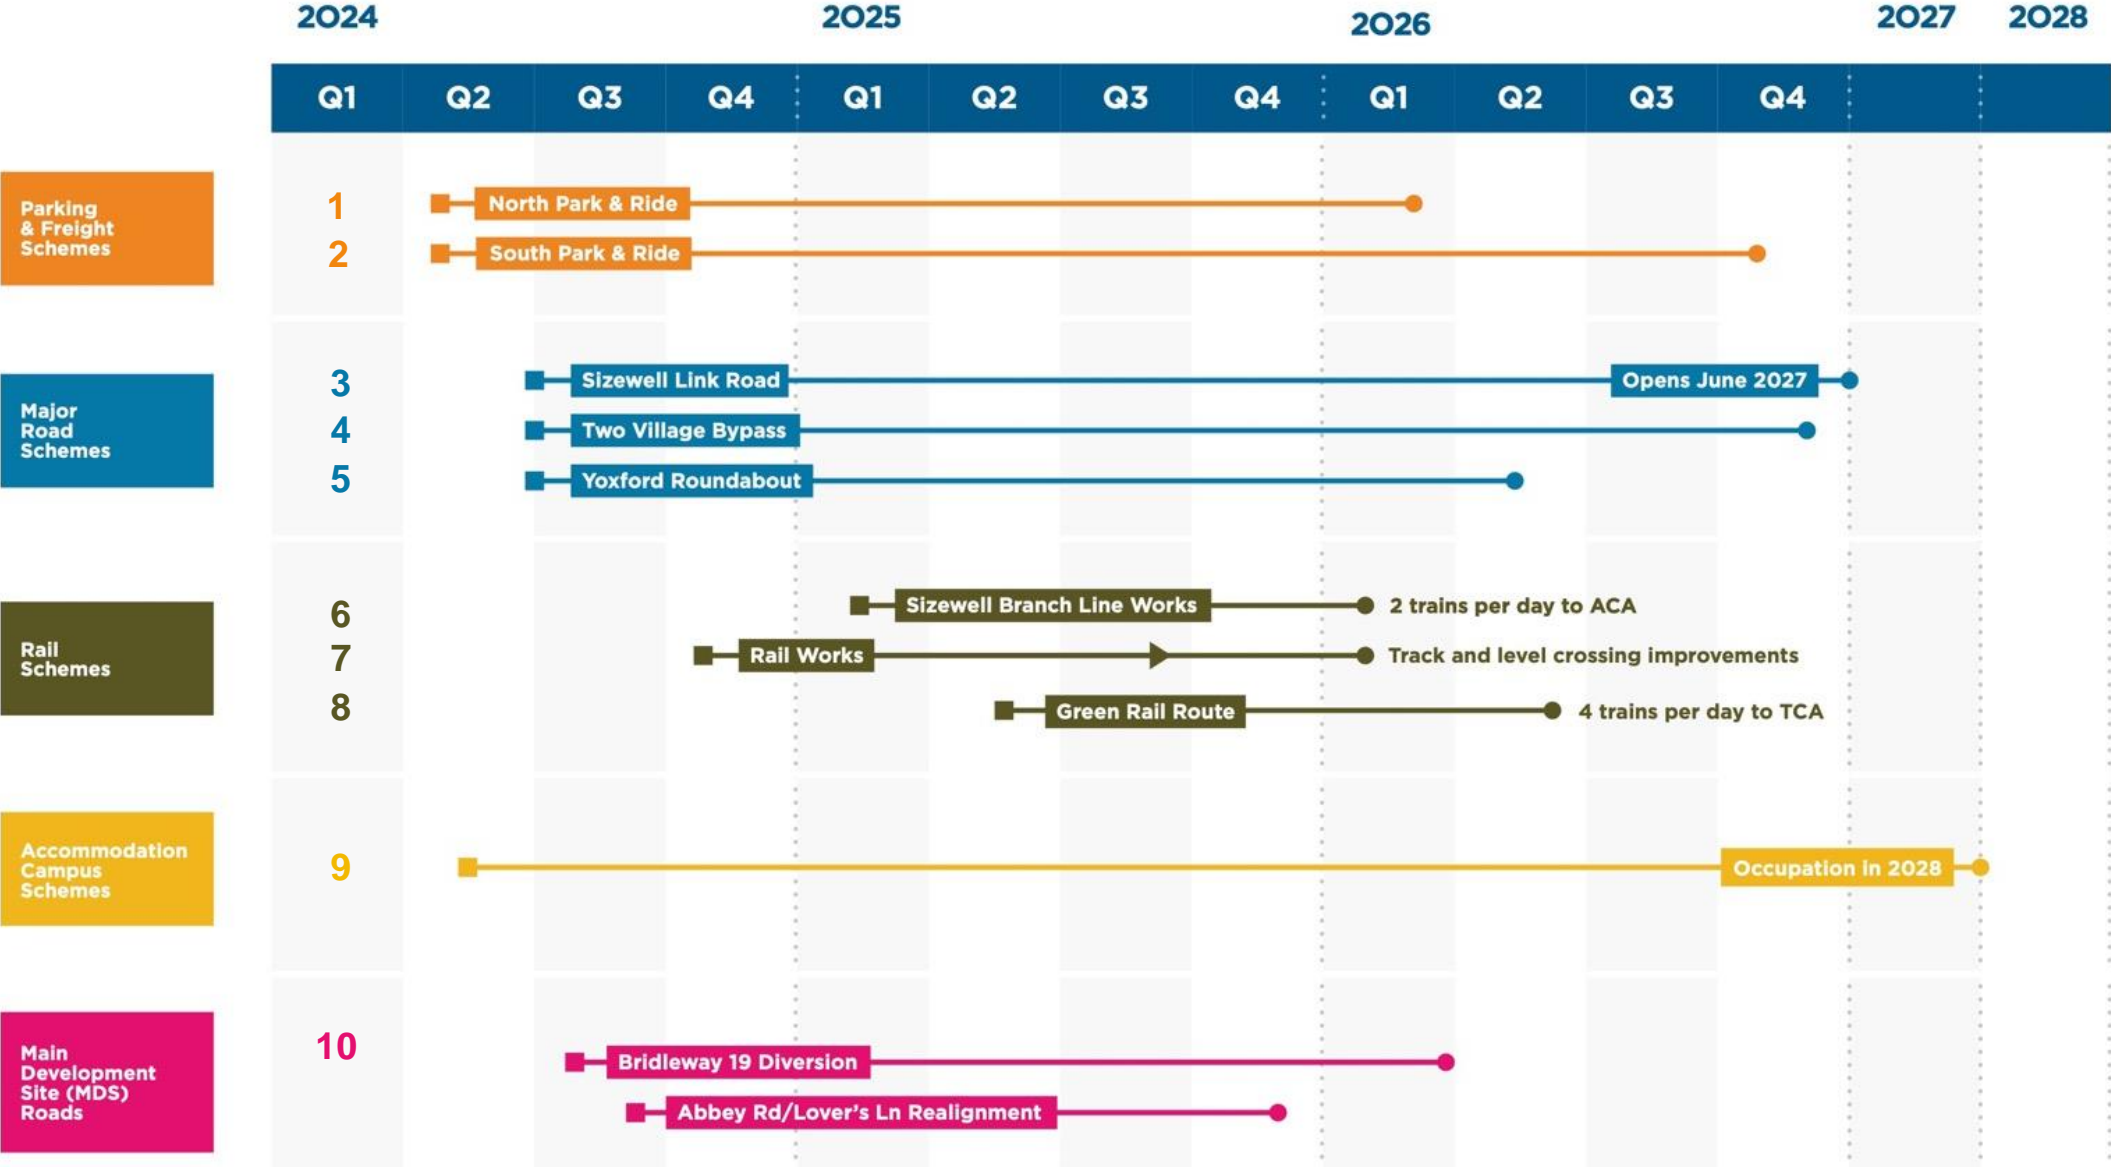 2024 2025 2026 2027 2028
Q1 Q2 Q3 Q4 Q1 Q2 Q3 Q4 Q1 Q2 Q3 Q4
Parking
& Freight
Schemes
1 North Park & Ride
2 South Park & Ride
Major
Road
Schemes
3 Sizewell Link Road Opens June 2027
4 Two Village Bypass
5 Yoxford Roundabout
Rail
Schemes
6 Sizewell Branch Line Works 2 trains per day to ACA
7 Rail Works Track and level crossing improvements
8 Green Rail Route 4 trains per day to TCA
Accommodation
Campus
Schemes
9 Occupation in 2028
Main
Development
Site (MDS)
Roads
10 Bridleway 19 Diversion
Abbey Rd/Lover's Ln Realignment